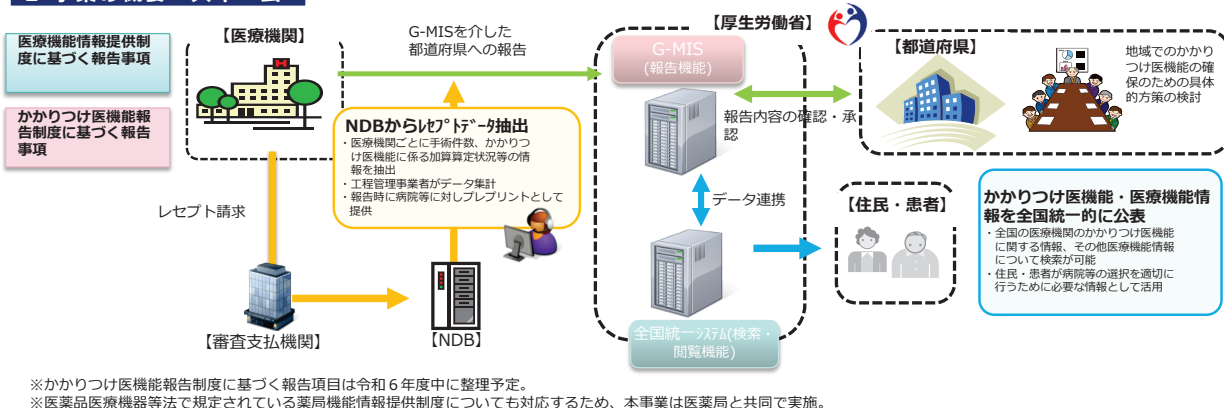 医療機能情報提供制
度に基づく報告事項
かかりつけ医機能報
告制度に基づく報告
事項
【医療機関】
G-MISを介した
都道府県への報告
NDBからﾚｾﾌﾟﾄﾃﾞｰﾀ抽出
・医療機関ごとに手術件数、かかりつ
け医機能に係る加算算定状況等の情
報を抽出
・工程管理事業者がデータ集計
・報告時に病院等に対しプレプリントとして
提供
レセプト請求
【審査支払機関】
【NDB】
【厚生労働省】
G-MIS
(報告機能)
報告内容の確認・承
認
データ連携
全国統一ｼｽﾃﾑ(検索・
閲覧機能)
【都道府県】
地域でのかかり
つけ医機能の確
保のための具体
的方策の検討
【住民・患者】
かかりつけ医機能・医療機能情
報を全国統一的に公表
・全国の医療機関のかかりつけ医機能
に関する情報、その他医療機能情報
について検索が可能
・住民・患者が病院等の選択を適切に
行うために必要な情報として活用
※かかりつけ医機能報告制度に基づく報告項目は令和６年度中に整理予定。
※医薬品医療機器等法で規定されている薬局機能情報提供制度についても対応するため、本事業は医薬局と共同で実施。